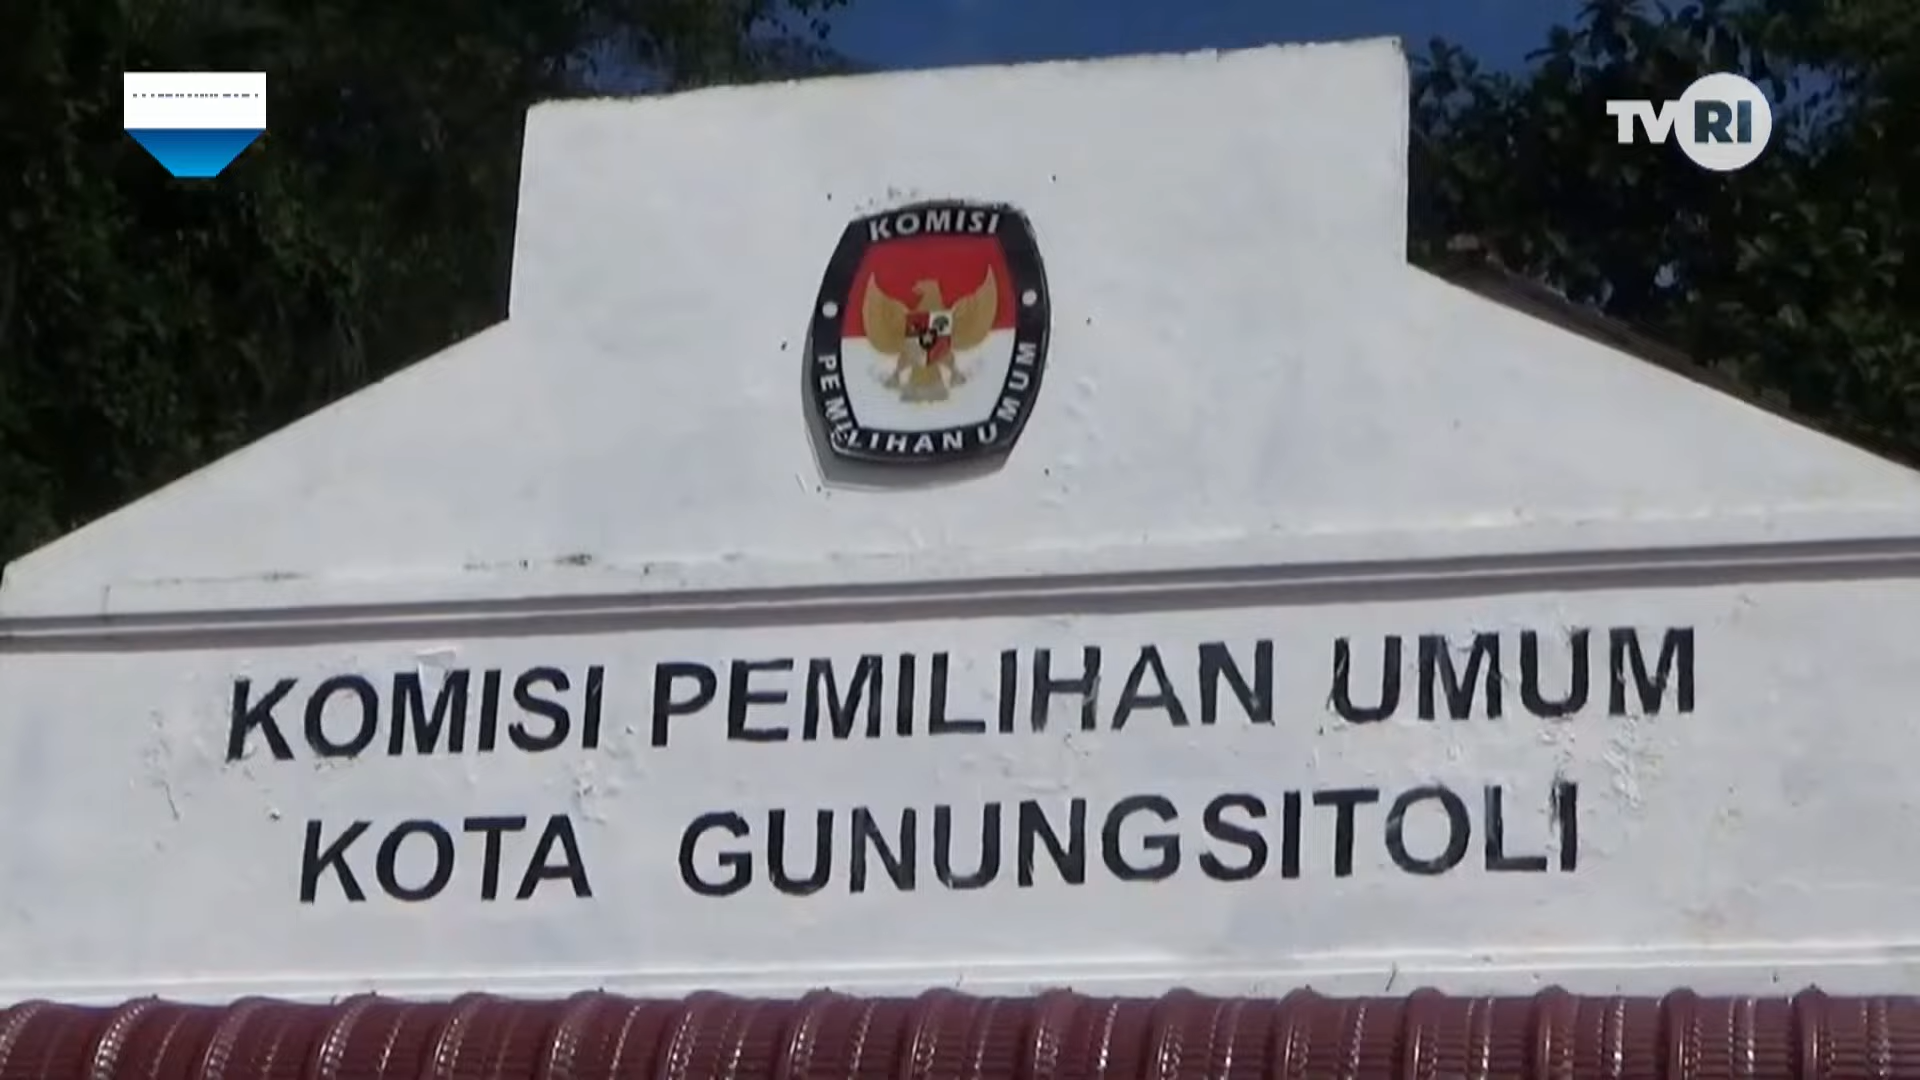 TVRI
KOMISI
PEMILIHAN UMUM
KOMISI PEMILIHAN UMUM
KOTA GUNUNGSITOLI